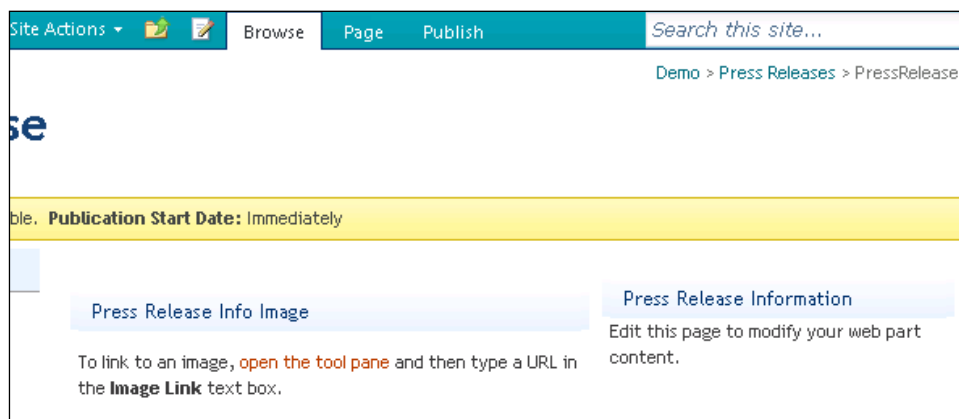 Site Actions Browse Page Publish Search this site...
Demo > Press Releases > PressRelease
se
ble. Publication Start Date: Immediately
Press Release Info Image
To link to an image, open the tool pane and then type a URL in
the Image Link text box.
Press Release Information
Edit this page to modify your web part
content.